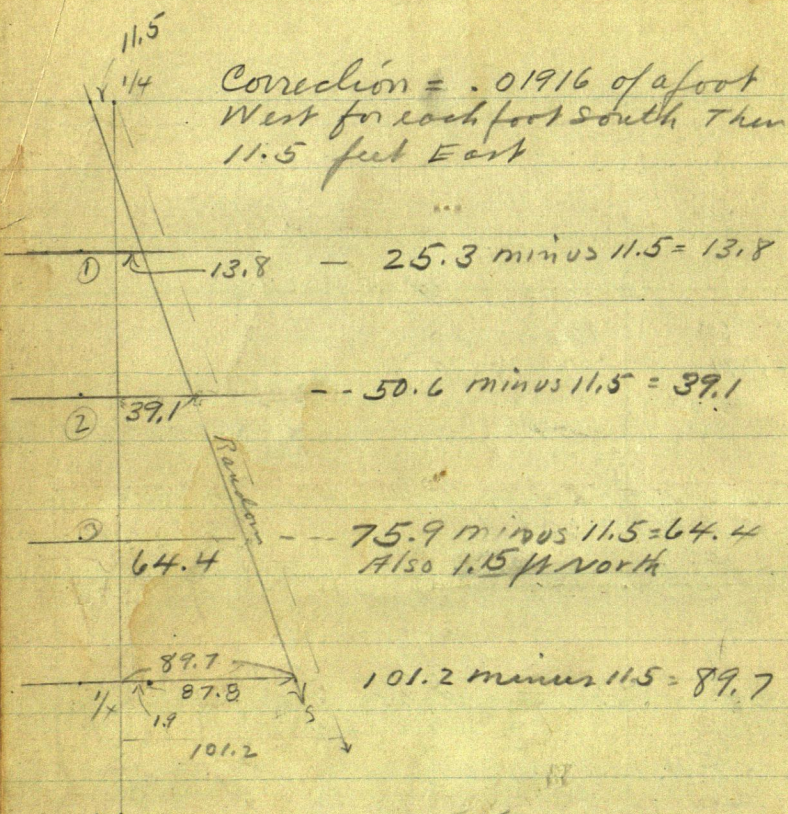 11.5
1/4
Correction = .01916 of a foot
West for each foot South Then
11.5 feet East
① 13.8 — 25.3 minus 11.5 = 13.8
② 39.1 -- 50.6 minus 11.5 = 39.1
Random
③ 64.4 --- 75.9 minus 11.5 = 64.4
Also 1.15 ft North
89.7
87.8 101.2 minus 11.5 = 89.7
1.9
S
101.2